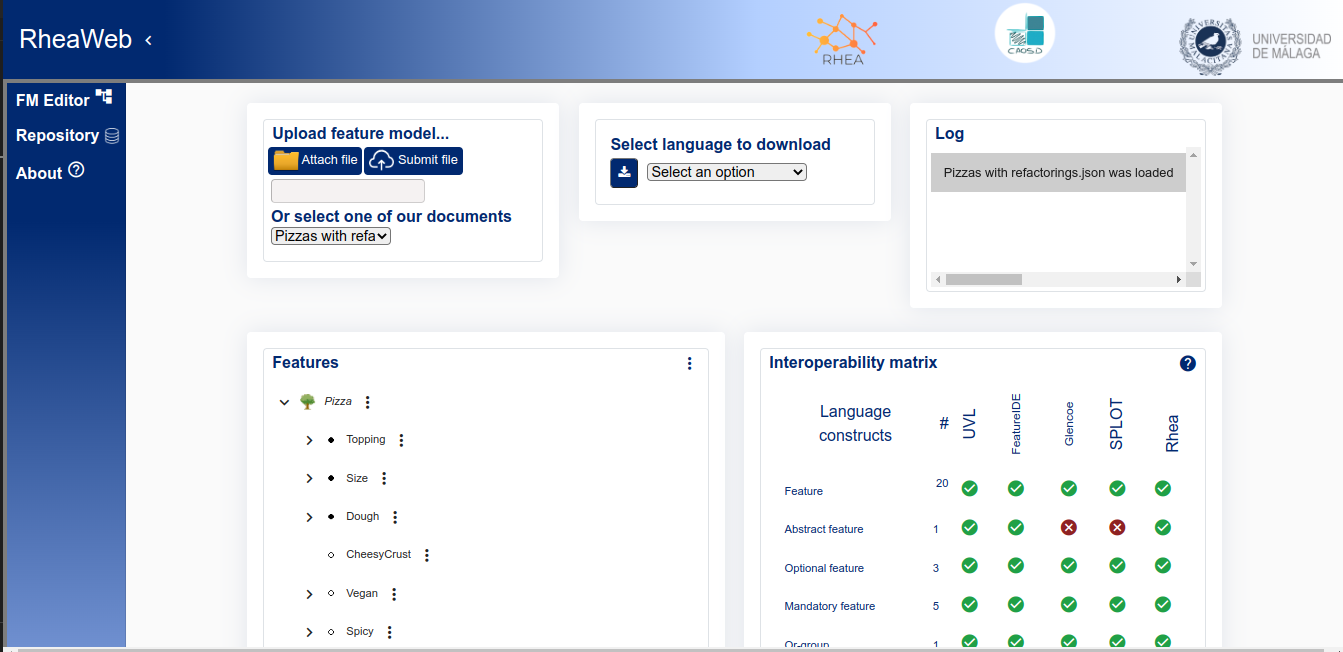 RheaWeb
RHEA
CAOSD
UNIVERSIDAD
DE MÁLAGA
FM Editor
Repository
About
Upload feature model...
Attach file
Submit file
Or select one of our documents
Pizzas with refa
Select language to download
Select an option
Log
Pizzas with refactorings.json was loaded
Features
Pizza
Topping
Size
Dough
CheesyCrust
Vegan
Spicy
Interoperability matrix
Language
constructs
# UVL FeatureIDE Glencoe SPLOT Rhea
Feature 20
Abstract feature 1
Optional feature 3
Mandatory feature 5
Or-group 1